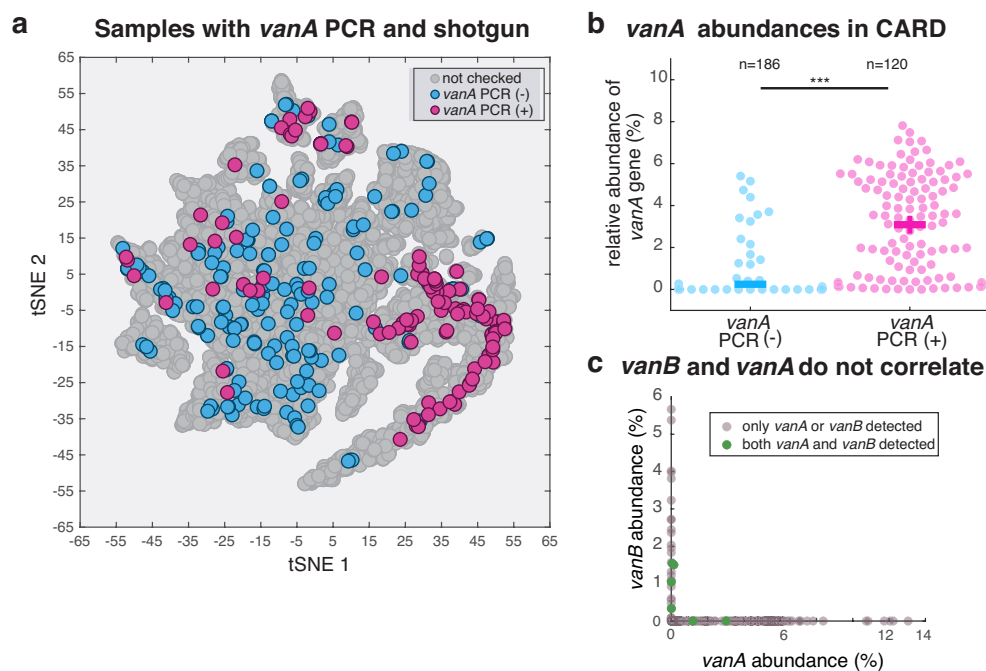 a
Samples with vanA PCR and shotgun
65
55
45
35
25
15
5
-5
-15
-25
-35
-45
-55
-65
tSNE 2
not checked
vanA PCR (-)
vanA PCR (+)
-65 -55 -45 -35 -25 -15 -5 5 15 25 35 45 55 65
tSNE 1
b
vanA abundances in CARD
n=186 n=120
***
relative abundance of
vanA gene (%)
10
8
6
4
2
0
vanA
PCR (-)
vanA
PCR (+)
c
vanB and vanA do not correlate
vanB abundance (%)
6
5
4
3
2
1
0
only vanA or vanB detected
both vanA and vanB detected
0 6 12 14
vanA abundance (%)